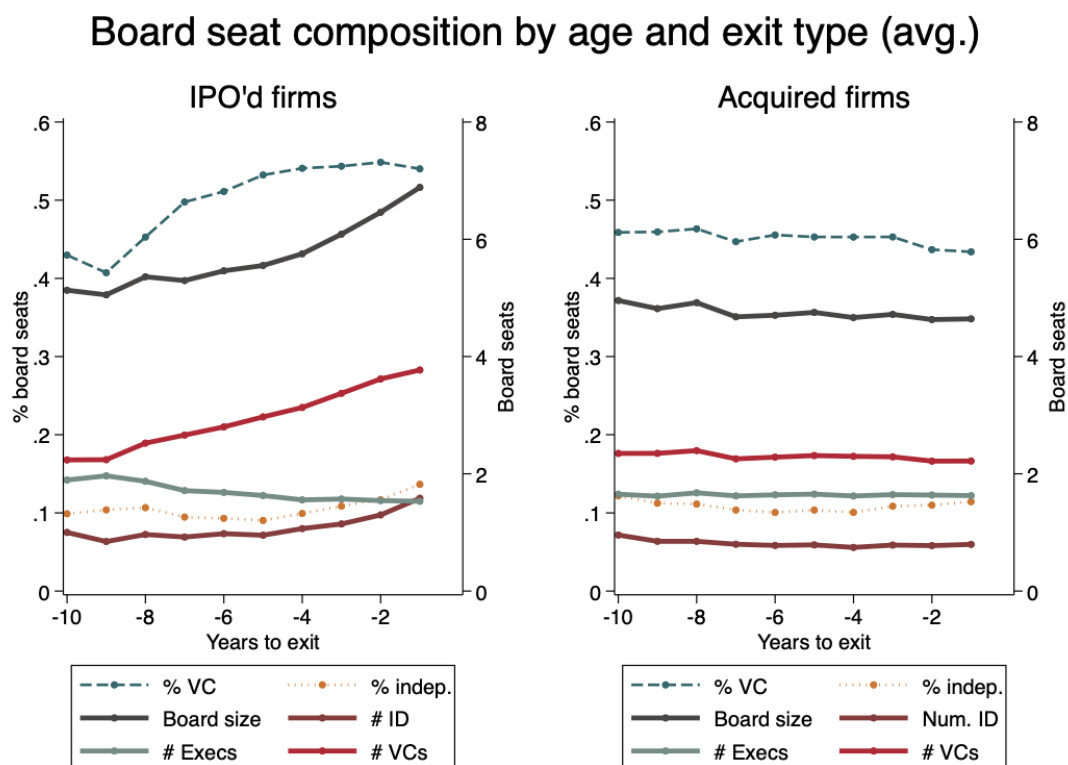 Board seat composition by age and exit type (avg.)
IPO'd firms
.6
.5
.4
.3
.2
.1
0
% board seats
8
6
4
2
0
Board seats
-10 -8 -6 -4 -2
Years to exit
% VC % indep.
Board size # ID
# Execs # VCs
Acquired firms
.6
.5
.4
.3
.2
.1
0
% board seats
8
6
4
2
0
Board seats
-10 -8 -6 -4 -2
Years to exit
% VC % indep.
Board size Num. ID
# Execs # VCs